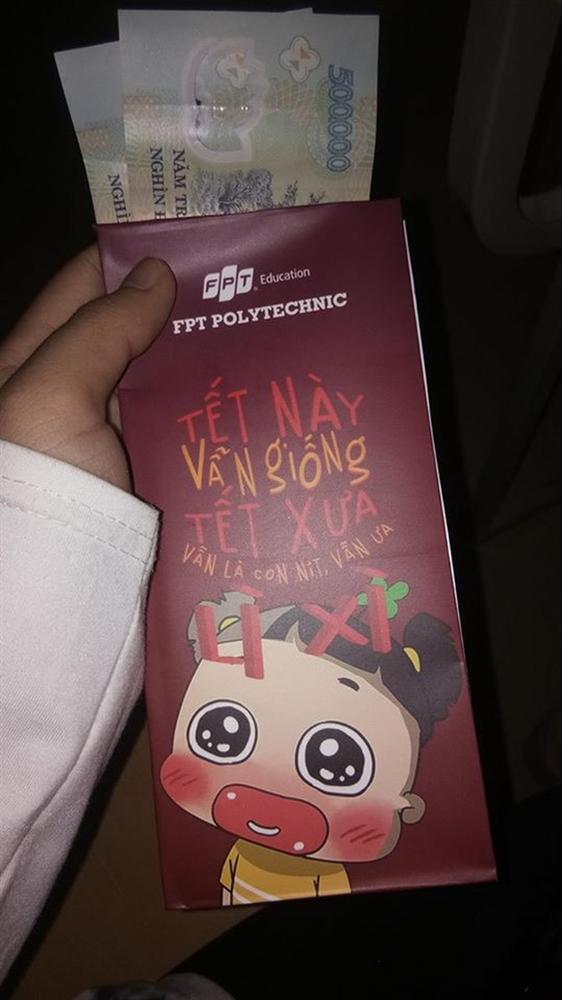 500000
NĂM TR
NGHÌN
NGHÌ
FPT Education
FPT POLYTECHNIC
TẾT NÀY
VẪN GIỐNG
TẾT XƯA
VẪN LÀ CON NÍT, VẪN ƯA
LÌ XÌ